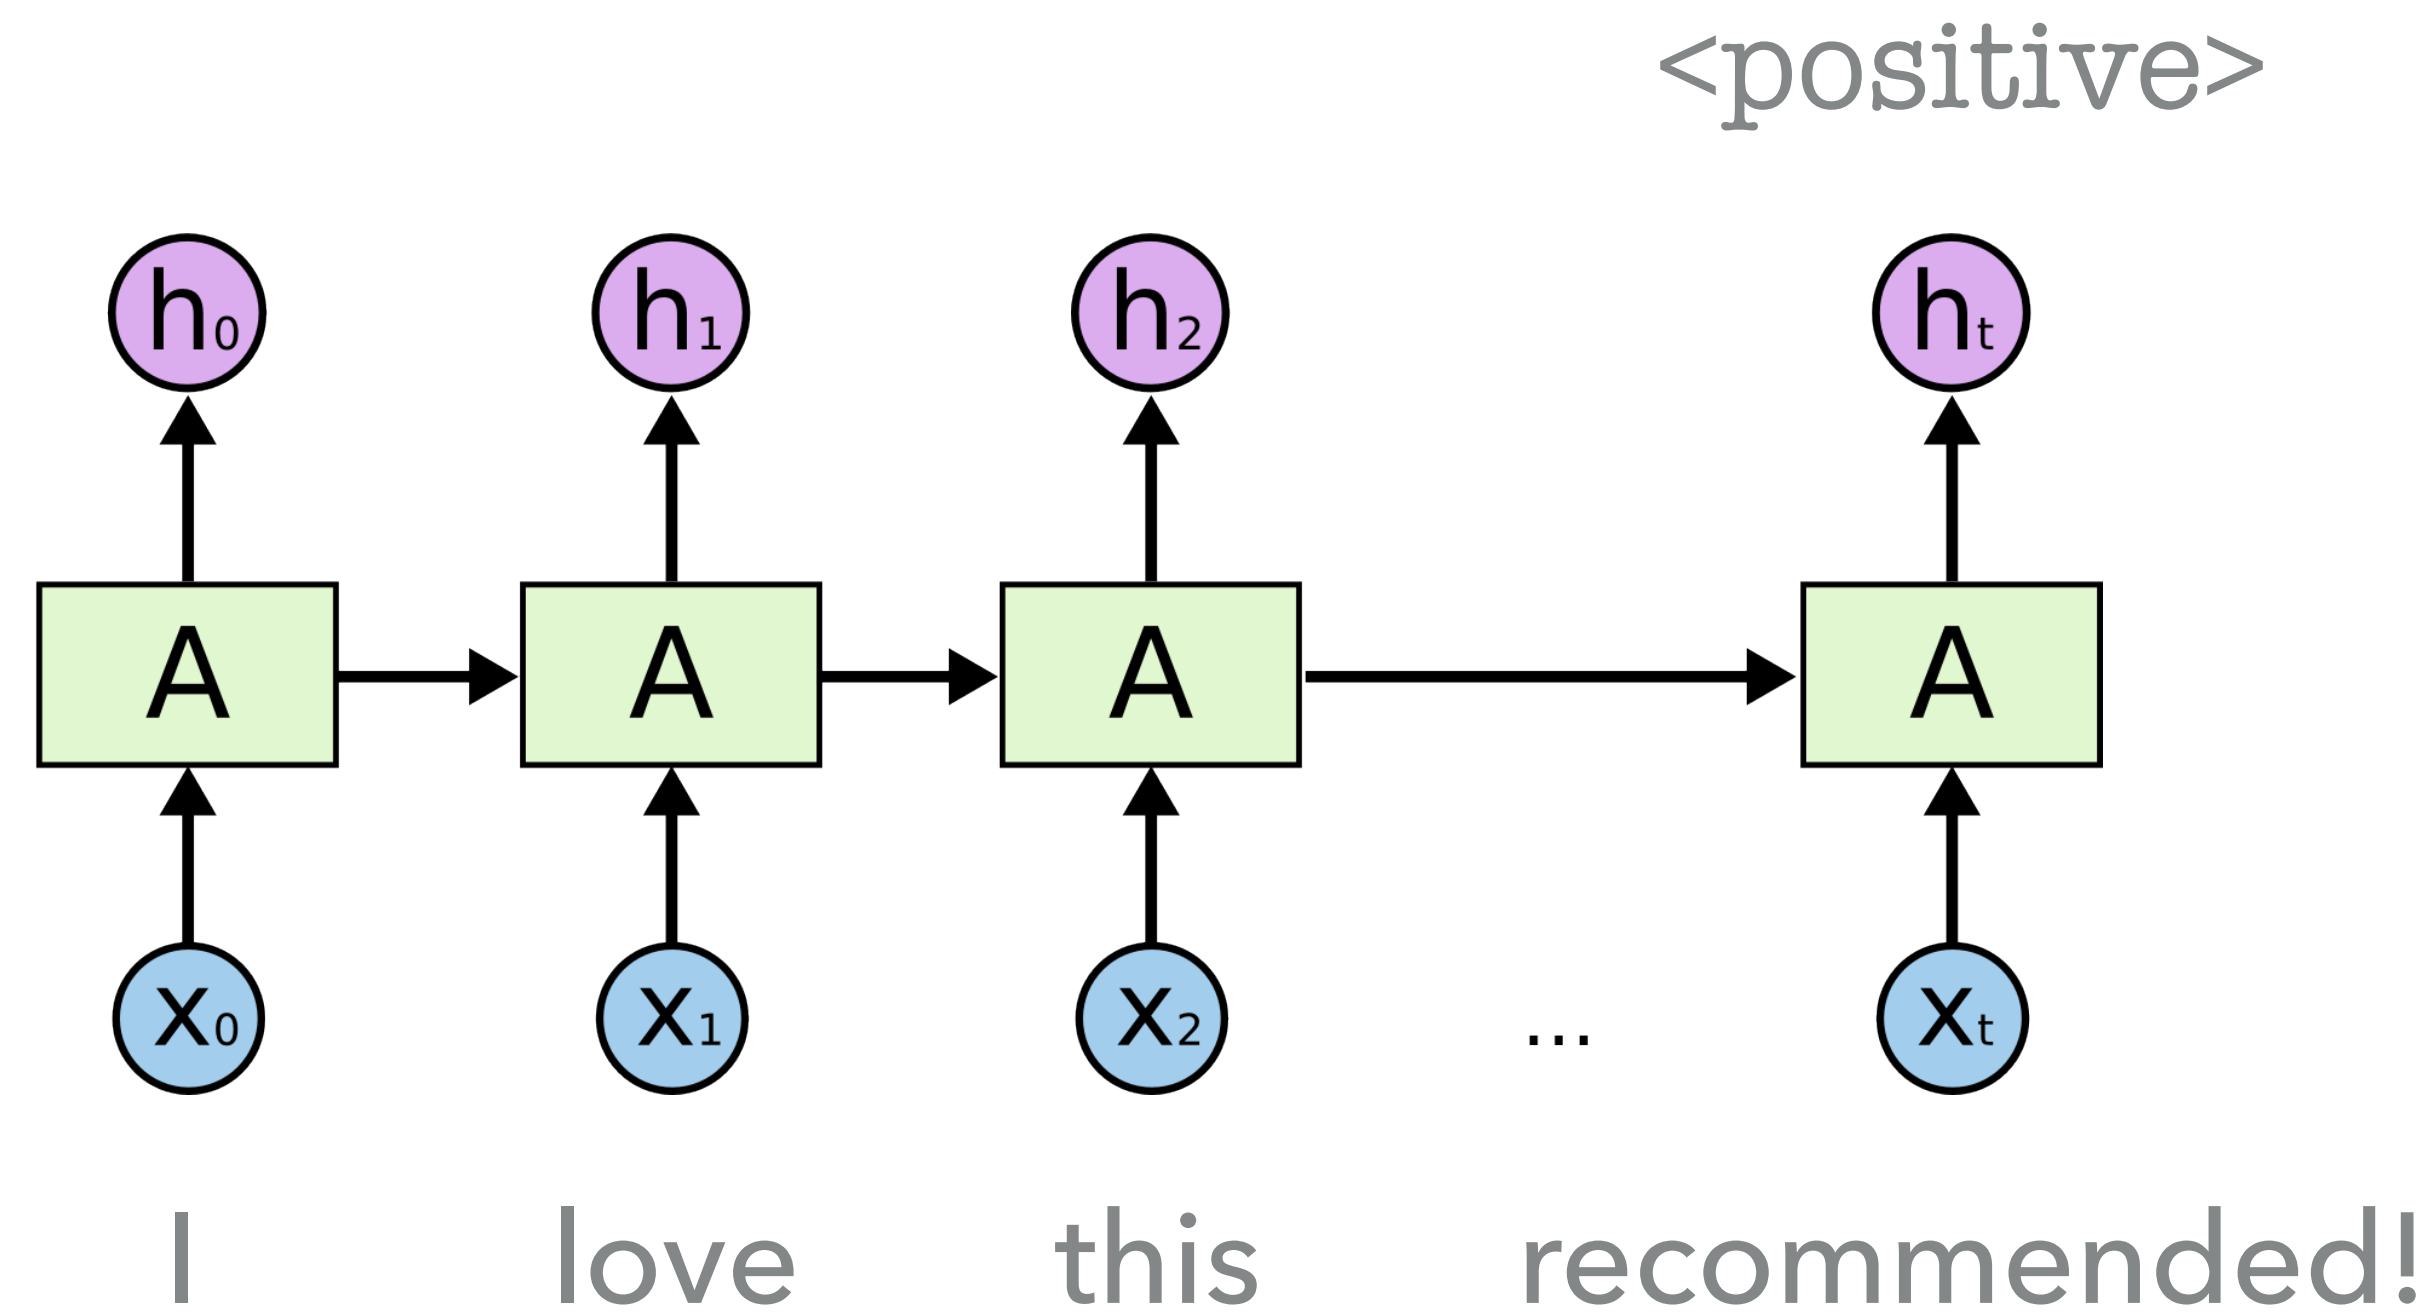 <positive>
h0 h1 h2 ht
A A A A
x0 x1 x2 ... xt
I love this recommended!